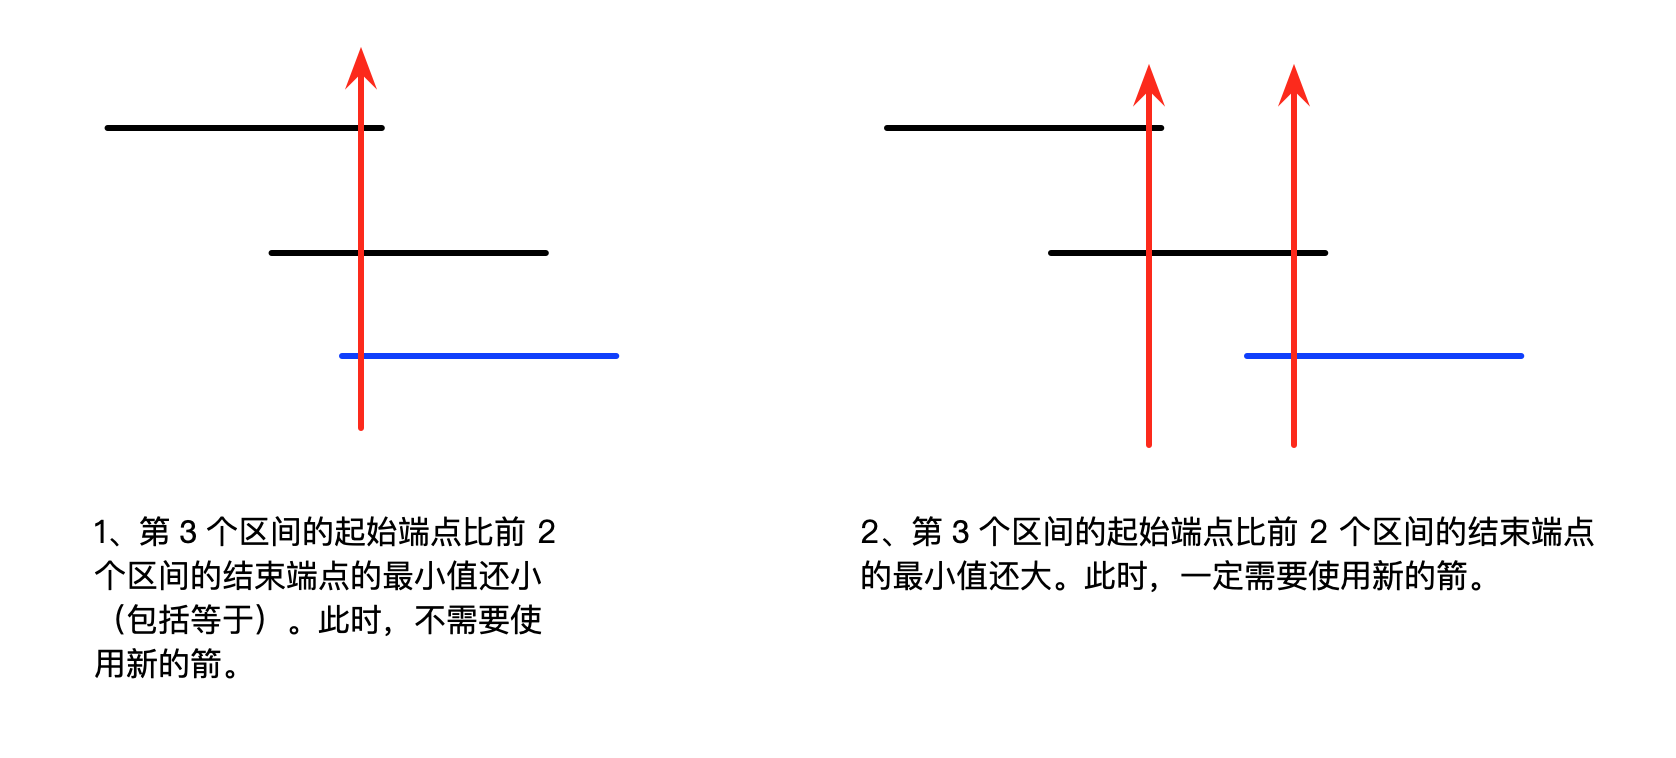 1、第 3 个区间的起始端点比前 2
个区间的结束端点的最小值还小
（包括等于）。此时，不需要使
用新的箭。
2、第 3 个区间的起始端点比前 2 个区间的结束端点
的最小值还大。此时，一定需要使用新的箭。